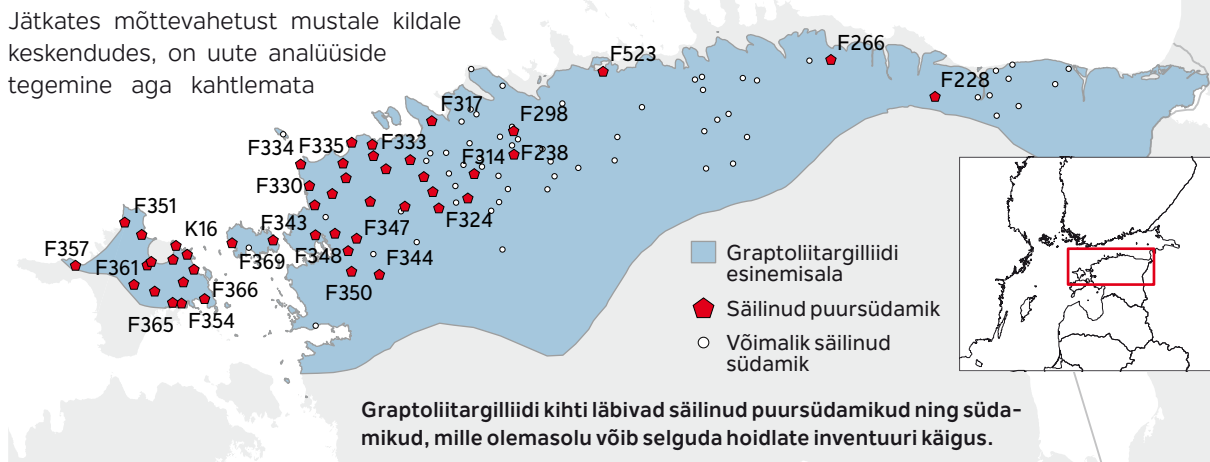 Jätkates mõttevahetust mustale kildale
keskendudes, on uute analüüside
tegemine aga kahtlemata
F523
F266
F228
F317
F298
F334
F335
F333
F314
F238
F330
F324
F351
K16
F343
F347
F357
F361
F369
F348
F344
F366
F350
F365
F354
Graptoliitargilliidi
esinemisala
Säilinud puursüdamik
Võimalik säilinud
südamik
Graptoliitargilliidi kihti läbivad säilinud puursüdamikud ning süda-
mikud, mille olemasolu võib selguda hoidlate inventuuri käigus.